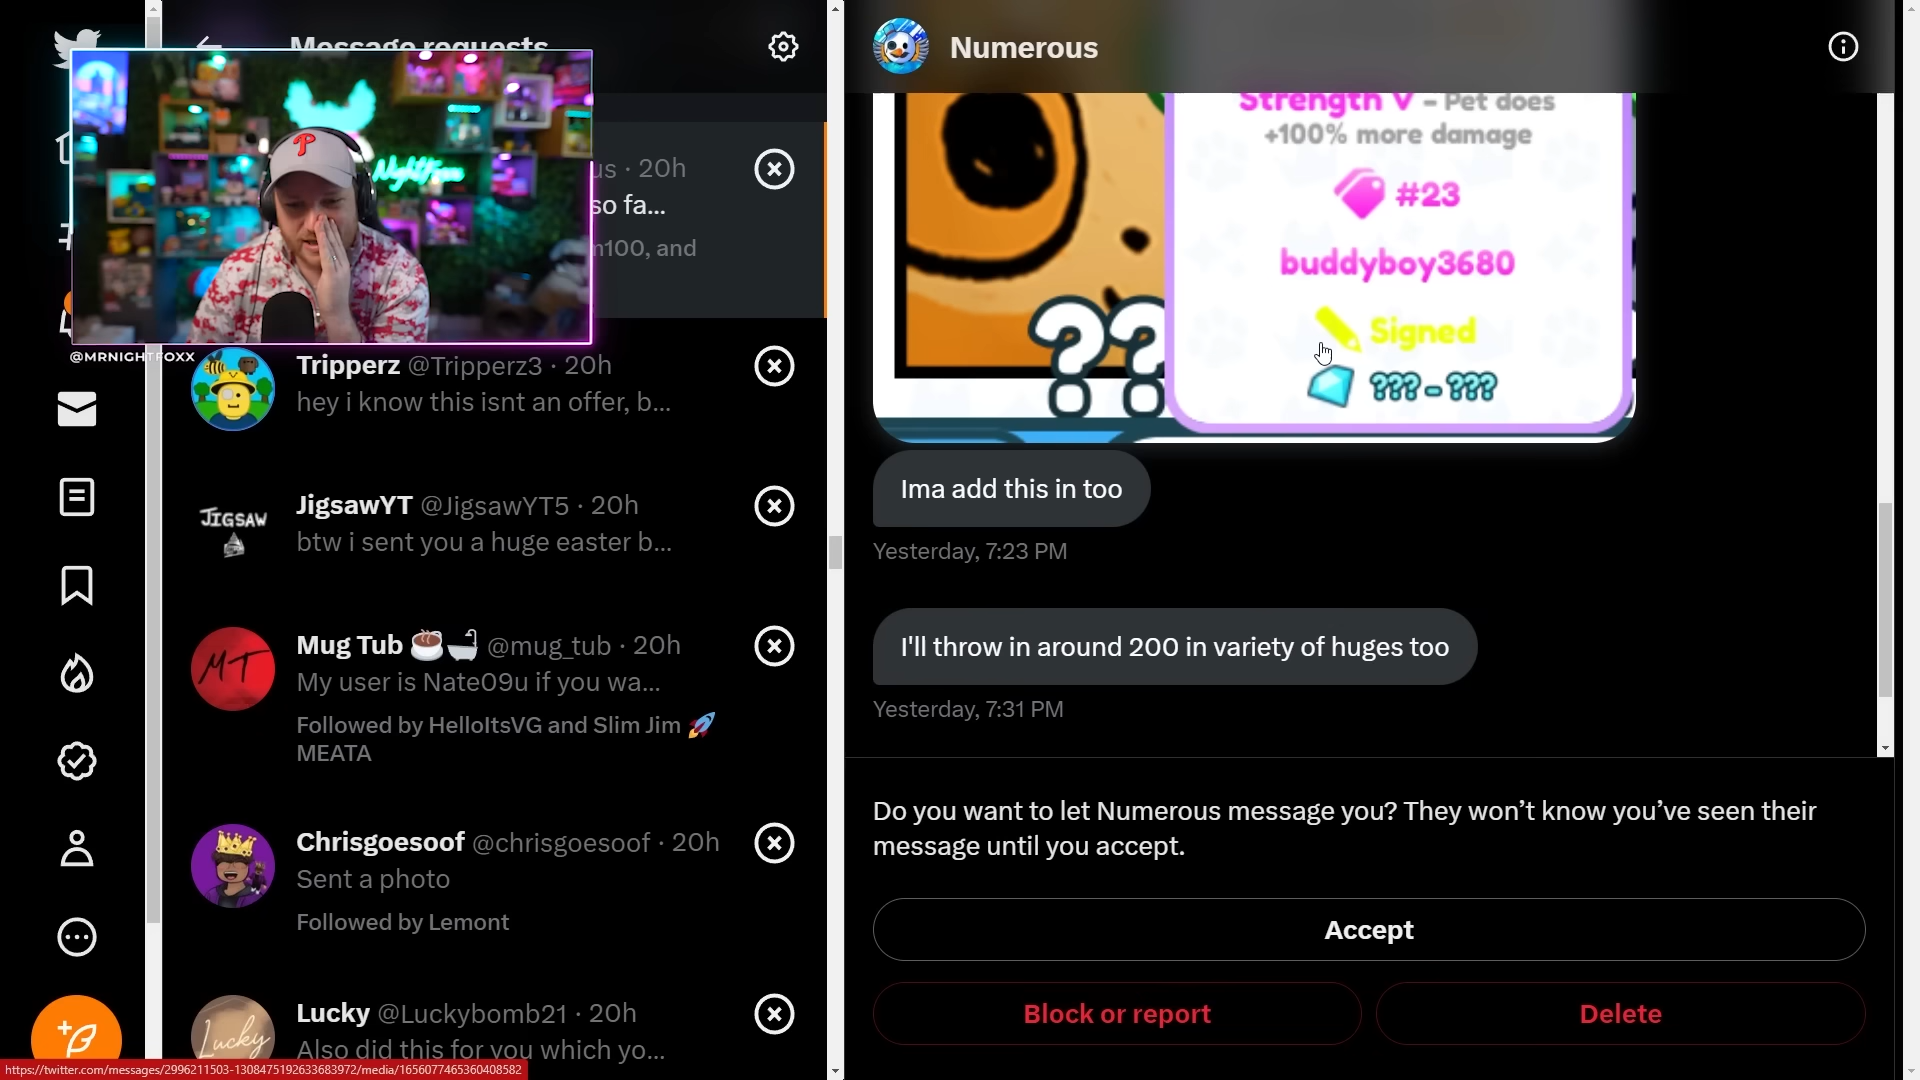 Message requests
us · 20h
so fa...
m100, and
NightFoxx
P
@MRNIGHTFOXX
Tripperz @Tripperz3 · 20h
hey i know this isnt an offer, b...
JIGSAW
JigsawYT @JigsawYT5 · 20h
btw i sent you a huge easter b...
MT
Mug Tub @mug_tub · 20h
My user is Nate09u if you wa...
Followed by HelloItsVG and Slim Jim
MEATA
Chrisgoesoof @chrisgoesoof · 20h
Sent a photo
Followed by Lemont
Lucky
Lucky @Luckybomb21 · 20h
Also did this for you which yo...
https://twitter.com/messages/2996211503-1308475192633683972/media/1656077465360408582
Numerous
Strength V – Pet does
+100% more damage
#23
buddyboy3680
Signed
??? - ???
??
Ima add this in too
Yesterday, 7:23 PM
I'll throw in around 200 in variety of huges too
Yesterday, 7:31 PM
Do you want to let Numerous message you? They won’t know you’ve seen their
message until you accept.
Accept
Block or report
Delete